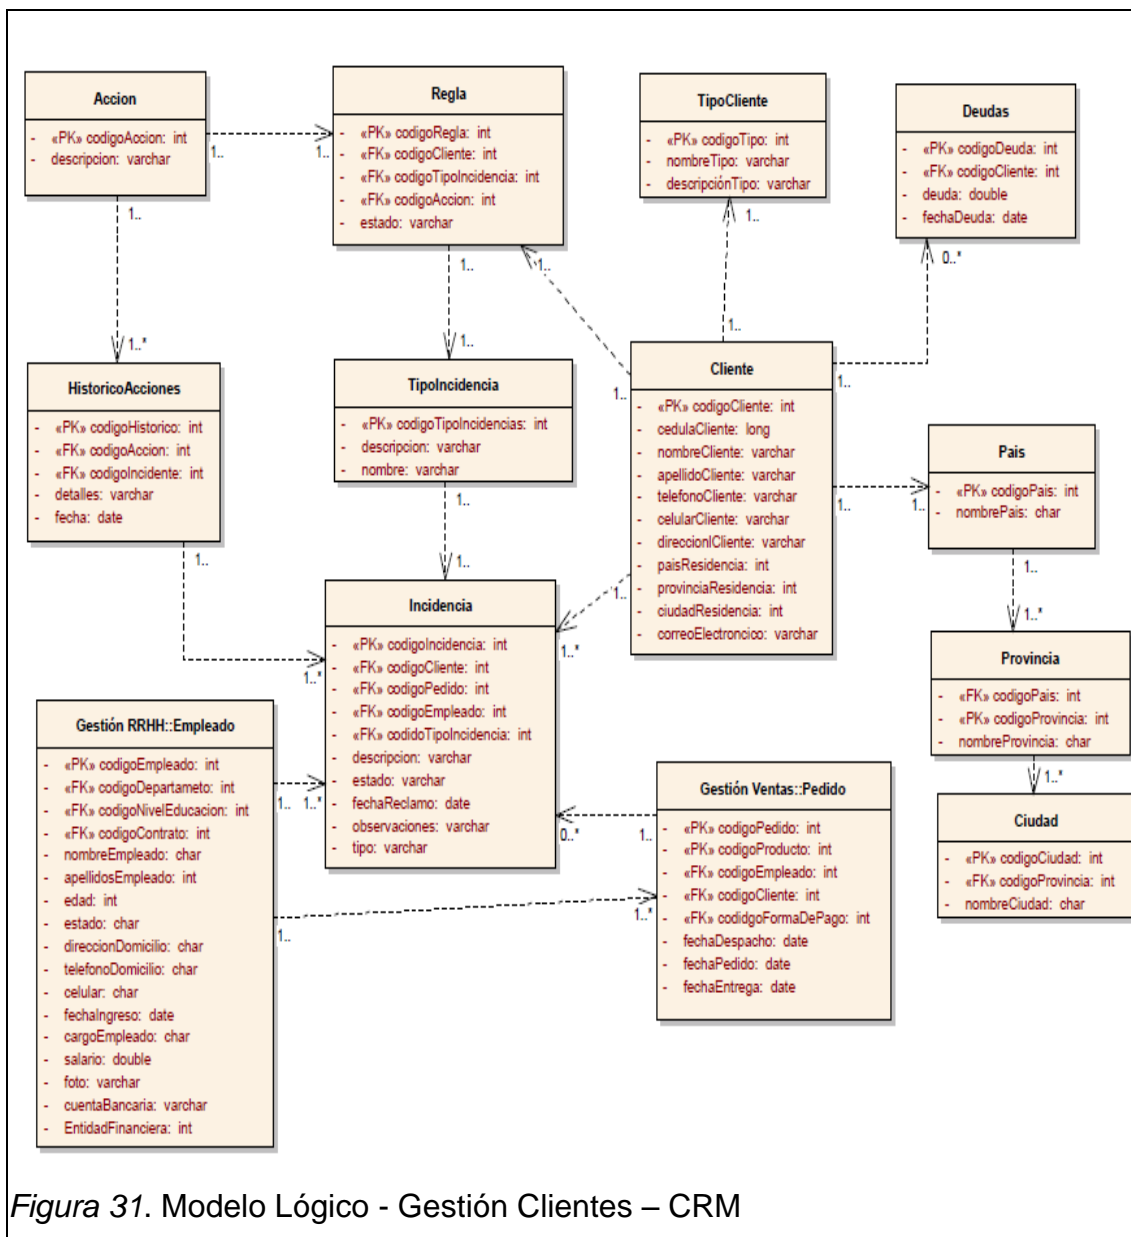 Accion
- «PK» codigoAccion: int
- descripcion: varchar
Regla
- «PK» codigoRegla: int
- «FK» codigoCliente: int
- «FK» codigoTipoIncidencia: int
- «FK» codigoAccion: int
- estado: varchar
TipoCliente
- «PK» codigoTipo: int
- nombreTipo: varchar
- descripciónTipo: varchar
Deudas
- «PK» codigoDeuda: int
- «FK» codigoCliente: int
- deuda: double
- fechaDeuda: date
1..
1..
1..
1..
1..
1..
0..*
1..*
1..
1..
1..
1..
HistoricoAcciones
- «PK» codigoHistorico: int
- «FK» codigoAccion: int
- «FK» codigoIncidente: int
- detalles: varchar
- fecha: date
TipoIncidencia
- «PK» codigoTipoIncidencias: int
- descripcion: varchar
- nombre: varchar
Cliente
- «PK» codigoCliente: int
- cedulaCliente: long
- nombreCliente: varchar
- apellidoCliente: varchar
- telefonoCliente: varchar
- celularCliente: varchar
- direccionlCliente: varchar
- paisResidencia: int
- provinciaResidencia: int
- ciudadResidencia: int
- correoElectroncico: varchar
Pais
- «PK» codigoPais: int
- nombrePais: char
1..
1..
1..
1..
1..
1..
1..*
1..
1..*
1..*
Incidencia
- «PK» codigoIncidencia: int
- «FK» codigoCliente: int
- «FK» codigoPedido: int
- «FK» codigoEmpleado: int
- «FK» codidoTipoIncidencia: int
- descripcion: varchar
- estado: varchar
- fechaReclamo: date
- observaciones: varchar
- tipo: varchar
Provincia
- «FK» codigoPais: int
- «PK» codigoProvincia: int
- nombreProvincia: char
1..*
Gestión RRHH::Empleado
- «PK» codigoEmpleado: int
- «FK» codigoDepartameto: int
- «FK» codigoNivelEducacion: int
- «FK» codigoContrato: int
- nombreEmpleado: char
- apellidosEmpleado: int
- edad: int
- estado: char
- direccionDomicilio: char
- telefonoDomicilio: char
- celular: char
- fechaIngreso: date
- cargoEmpleado: char
- salario: double
- foto: varchar
- cuentaBancaria: varchar
- EntidadFinanciera: int
1..
1..*
0..*
1..
1..
1..*
Gestión Ventas::Pedido
- «PK» codigoPedido: int
- «PK» codigoProducto: int
- «FK» codigoEmpleado: int
- «FK» codigoCliente: int
- «FK» codidgoFormaDePago: int
- fechaDespacho: date
- fechaPedido: date
- fechaEntrega: date
Ciudad
- «PK» codigoCiudad: int
- «FK» codigoProvincia: int
- nombreCiudad: char
Figura 31. Modelo Lógico - Gestión Clientes – CRM